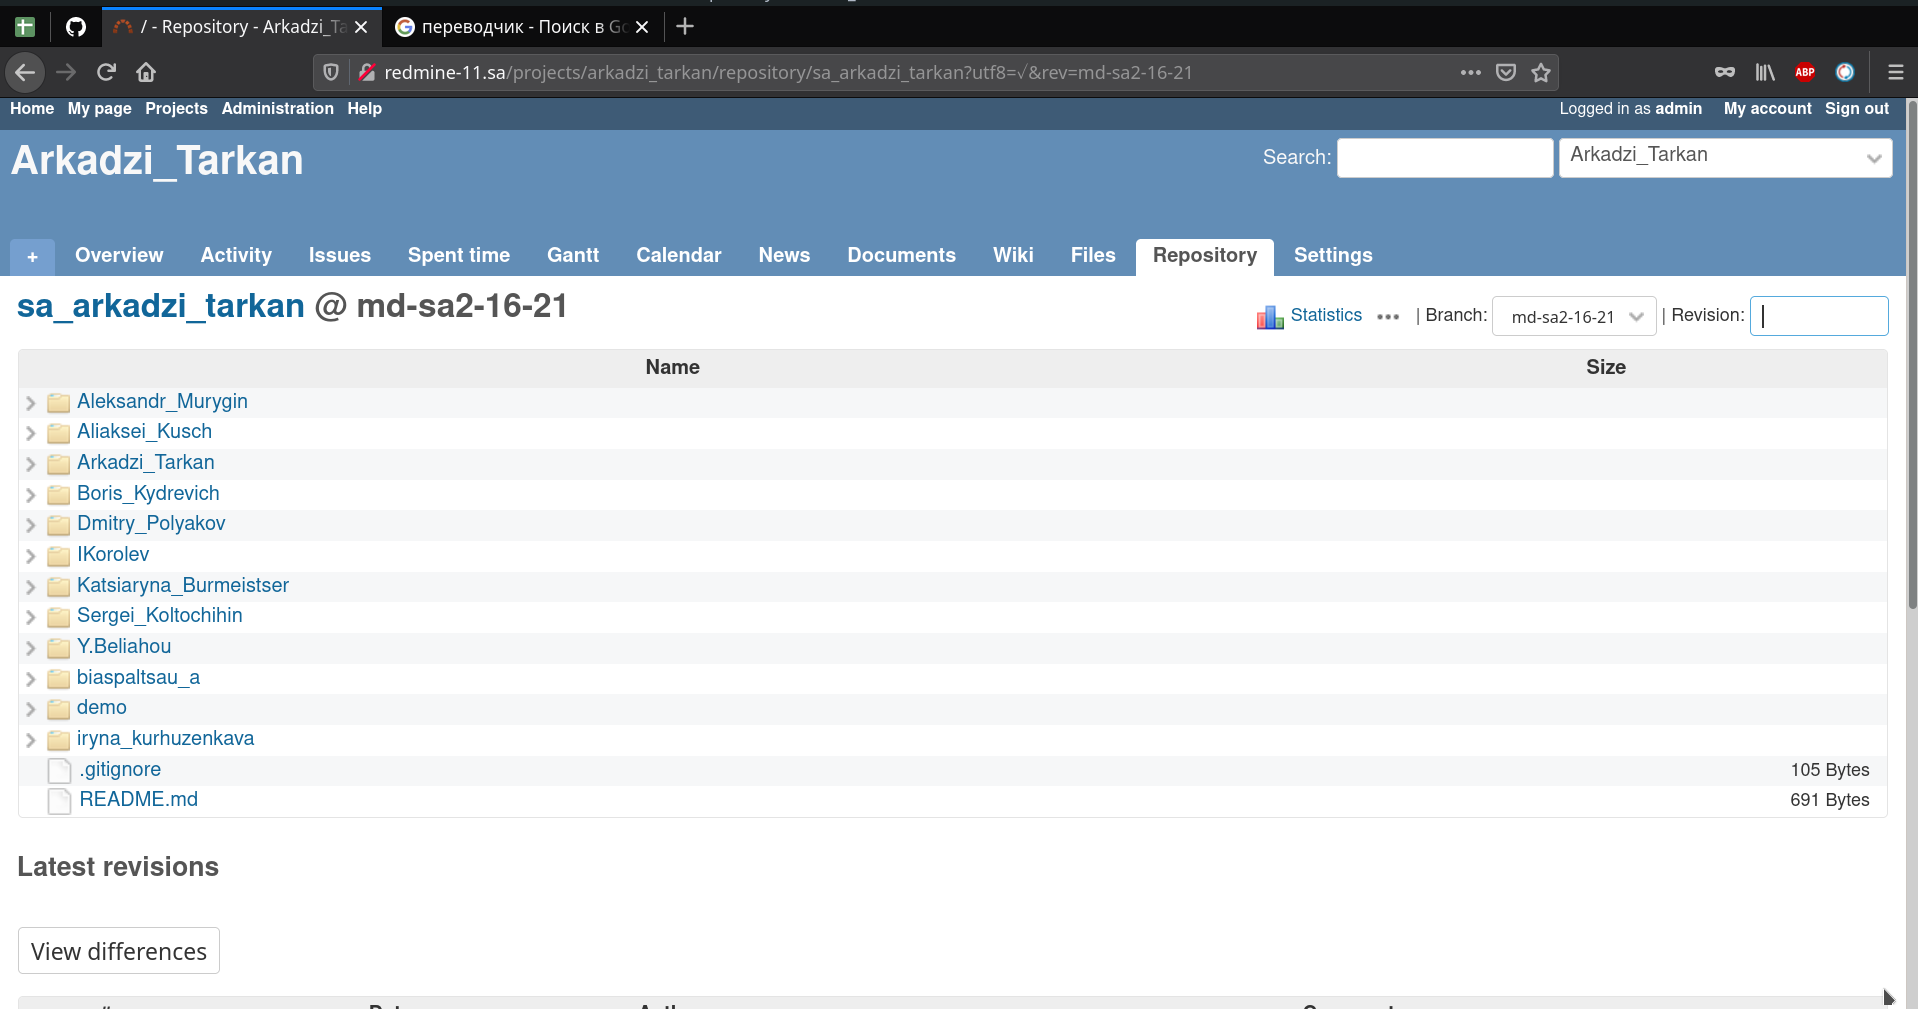 / - Repository - Arkadzi_Ta
переводчик - Поиск в Go
redmine-11.sa/projects/arkadzi_tarkan/repository/sa_arkadzi_tarkan?utf8=√&rev=md-sa2-16-21
ABP
Home My page Projects Administration Help
Logged in as admin My account Sign out
Arkadzi_Tarkan
Search:
Arkadzi_Tarkan
+ Overview Activity Issues Spent time Gantt Calendar News Documents Wiki Files Repository Settings
sa_arkadzi_tarkan @ md-sa2-16-21
Statistics ••• | Branch: md-sa2-16-21 | Revision:
Name Size
Aleksandr_Murygin
Aliaksei_Kusch
Arkadzi_Tarkan
Boris_Kydrevich
Dmitry_Polyakov
IKorolev
Katsiaryna_Burmeistser
Sergei_Koltochihin
Y.Beliahou
biaspaltsau_a
demo
iryna_kurhuzenkava
.gitignore 105 Bytes
README.md 691 Bytes
Latest revisions
View differences